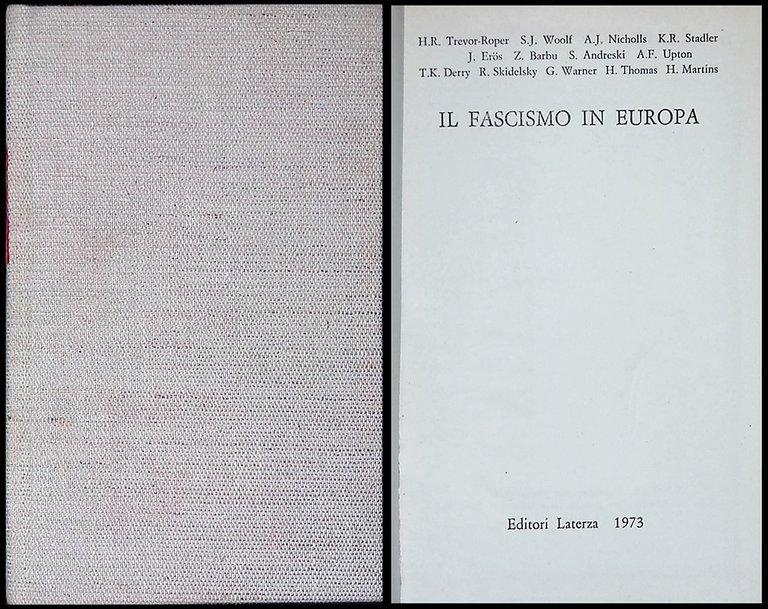 H.R. Trevor-Roper S.J. Woolf A.J. Nicholls K.R. Stadler
J. Erös Z. Barbu S. Andreski A.F. Upton
T.K. Derry R. Skidelsky G. Warner H. Thomas H. Martins
IL FASCISMO IN EUROPA
Editori Laterza 1973